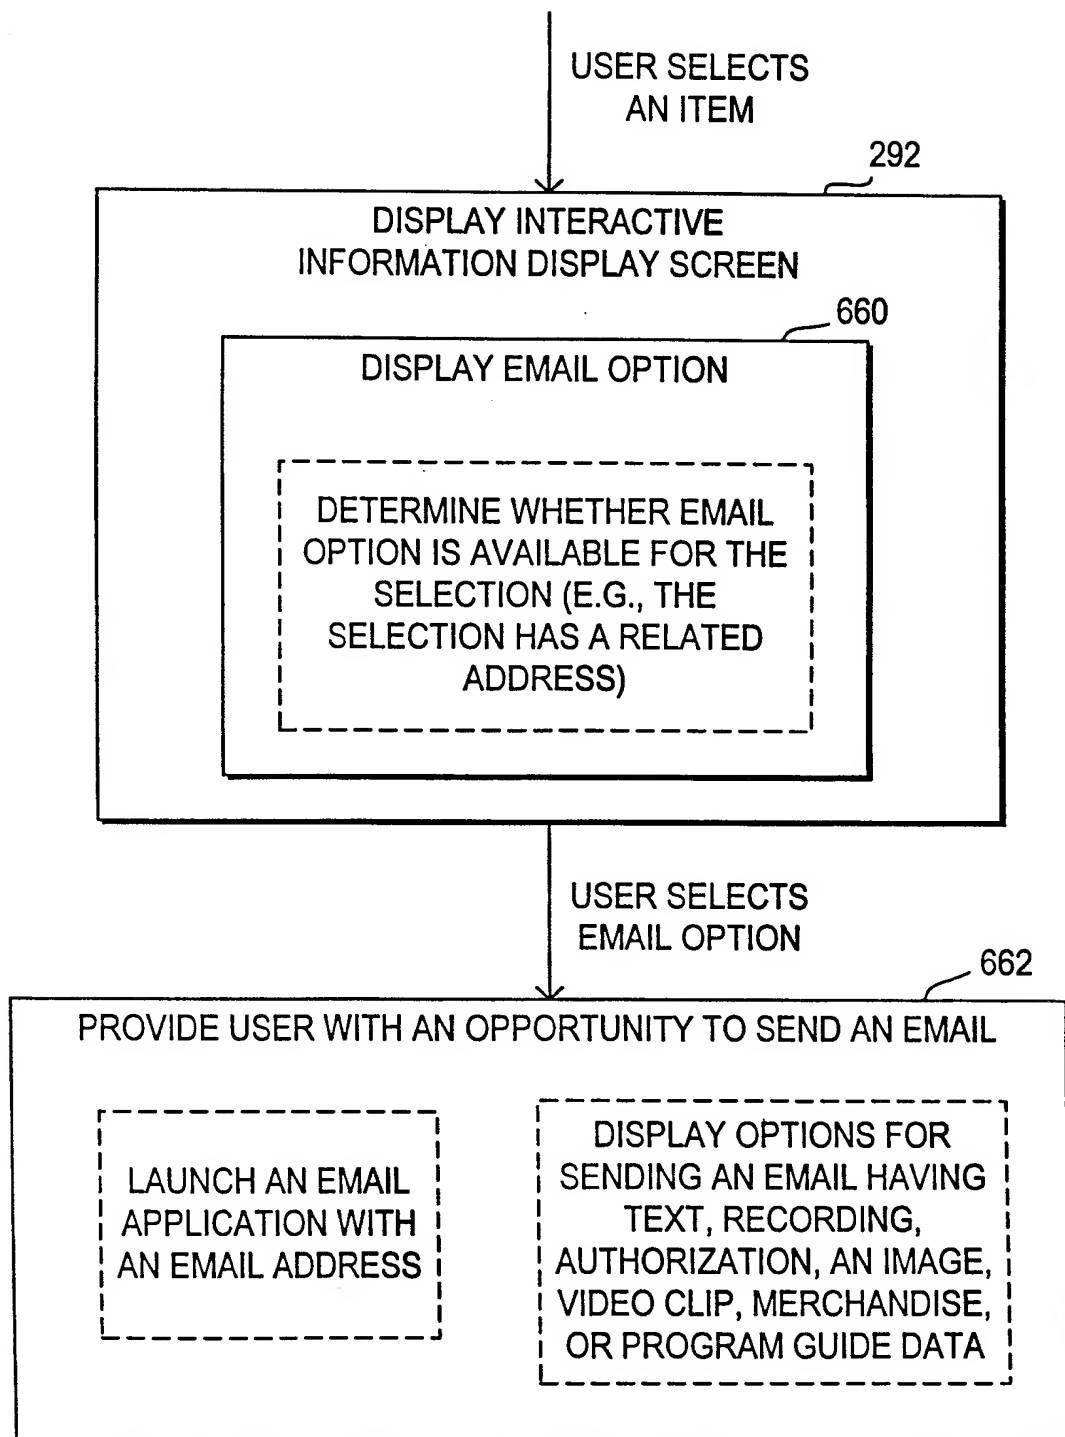 USER SELECTS
AN ITEM
292
DISPLAY INTERACTIVE
INFORMATION DISPLAY SCREEN
660
DISPLAY EMAIL OPTION
DETERMINE WHETHER EMAIL
OPTION IS AVAILABLE FOR THE
SELECTION (E.G., THE
SELECTION HAS A RELATED
ADDRESS)
USER SELECTS
EMAIL OPTION
662
PROVIDE USER WITH AN OPPORTUNITY TO SEND AN EMAIL
LAUNCH AN EMAIL
APPLICATION WITH
AN EMAIL ADDRESS
DISPLAY OPTIONS FOR
SENDING AN EMAIL HAVING
TEXT, RECORDING,
AUTHORIZATION, AN IMAGE,
VIDEO CLIP, MERCHANDISE,
OR PROGRAM GUIDE DATA